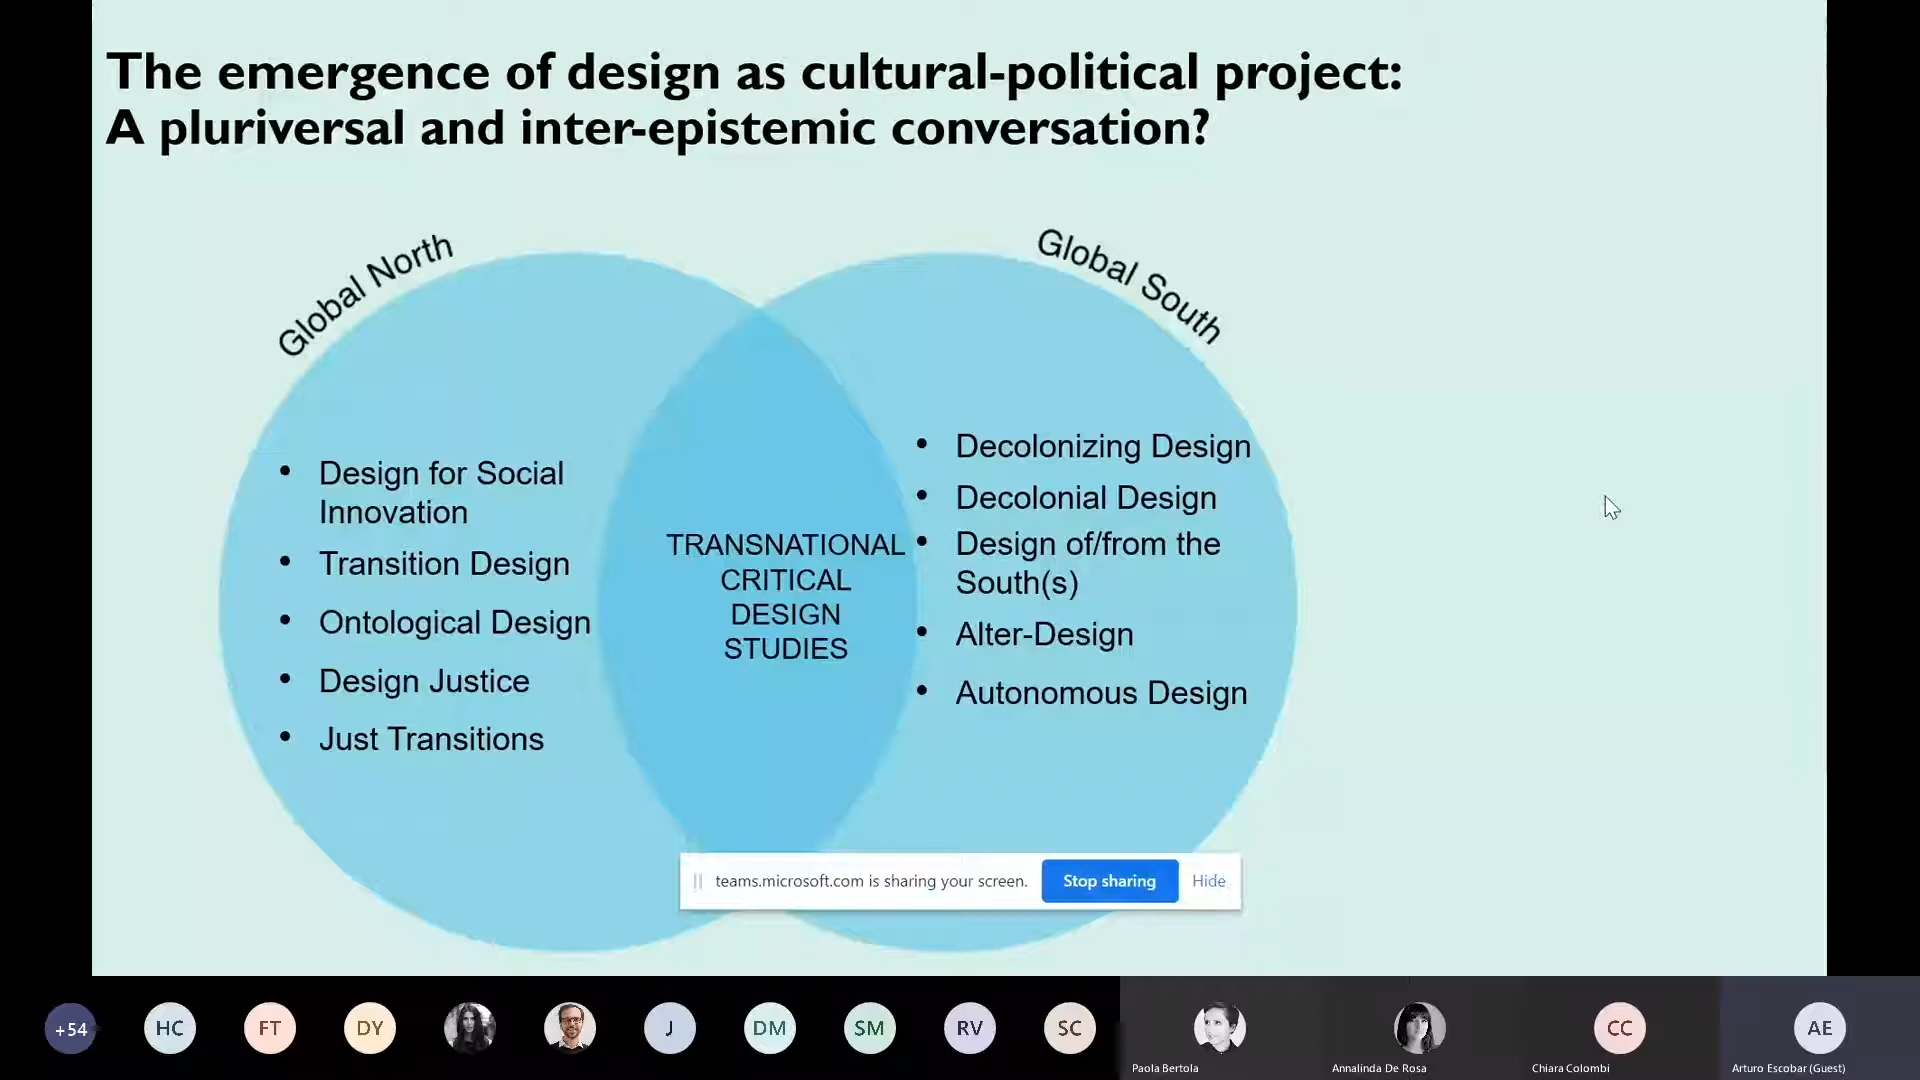 The emergence of design as cultural-political project:
A pluriversal and inter-epistemic conversation?
Global North
Global South
• Design for Social
Innovation
• Transition Design
• Ontological Design
• Design Justice
• Just Transitions
TRANSNATIONAL
CRITICAL
DESIGN
STUDIES
• Decolonizing Design
• Decolonial Design
• Design of/from the
South(s)
• Alter-Design
• Autonomous Design
teams.microsoft.com is sharing your screen. Stop sharing Hide
+54 HC FT DY J DM SM RV SC CC AE
Paola Bertola Annalinda De Rosa Chiara Colombi Arturo Escobar (Guest)